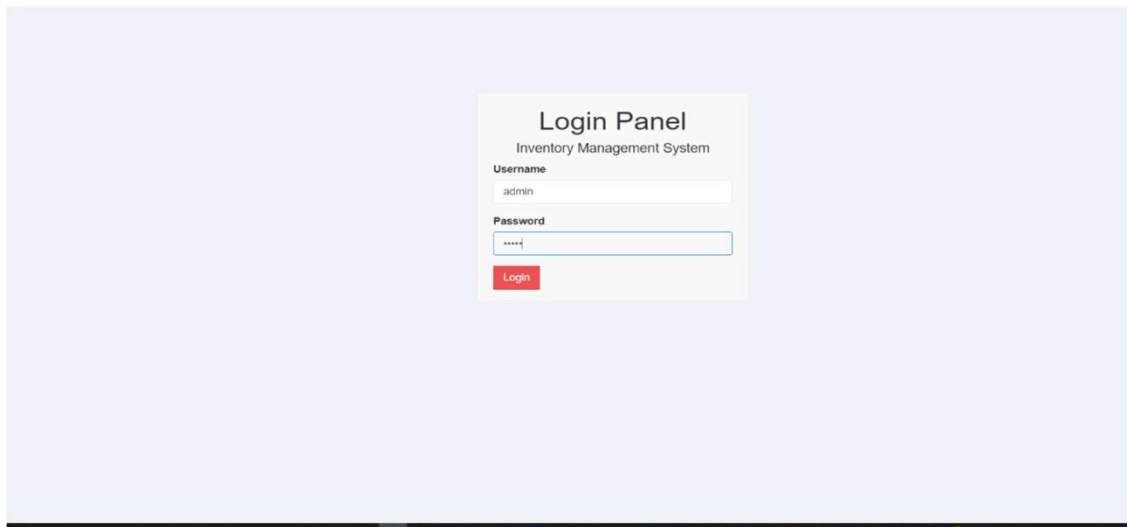 Login Panel
Inventory Management System
Username
admin
Password
•••••
Login